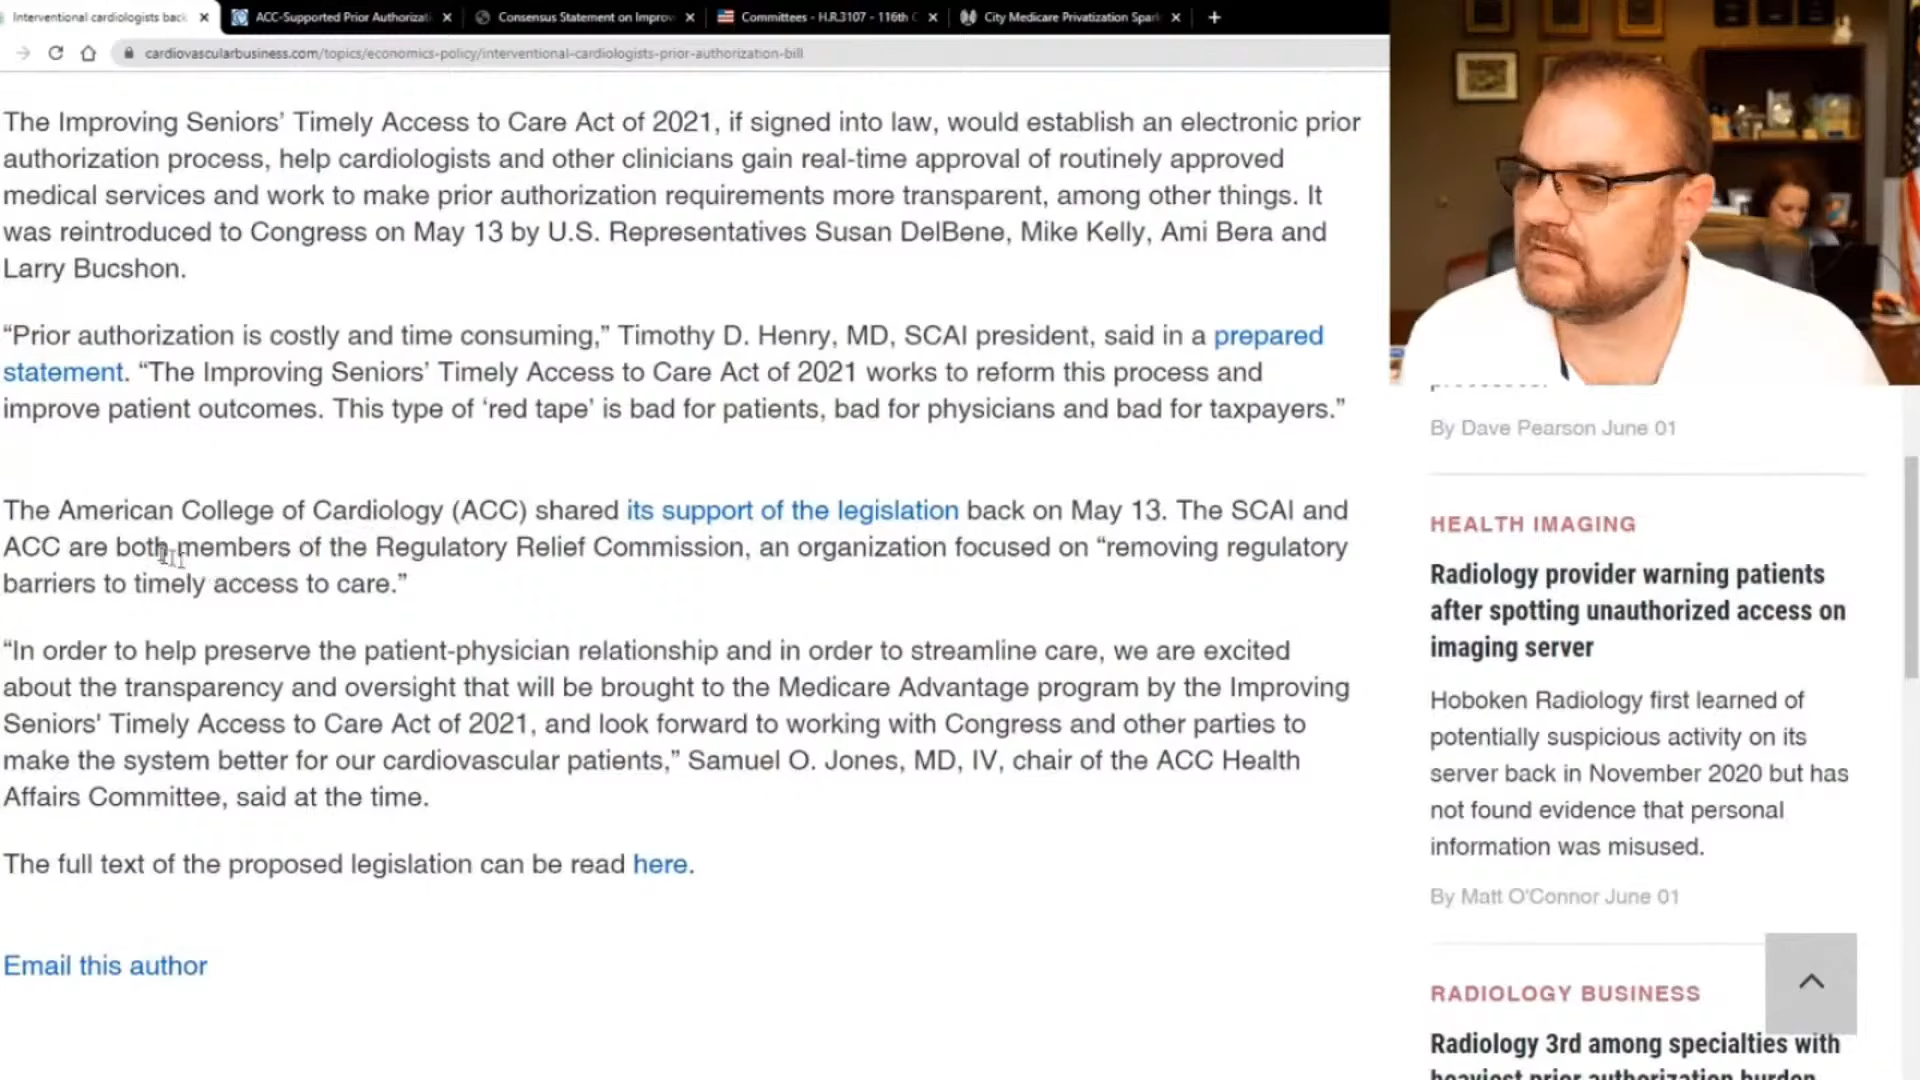 Interventional cardiologists back
ACC-Supported Prior Authorizati
Consensus Statement on Improv
Committees - H.R.3107 - 116th C
City Medicare Privatization Spar
cardiovascularbusiness.com/topics/economics-policy/interventional-cardiologists-prior-authorization-bill
The Improving Seniors’ Timely Access to Care Act of 2021, if signed into law, would establish an electronic prior
authorization process, help cardiologists and other clinicians gain real-time approval of routinely approved
medical services and work to make prior authorization requirements more transparent, among other things. It
was reintroduced to Congress on May 13 by U.S. Representatives Susan DelBene, Mike Kelly, Ami Bera and
Larry Bucshon.
“Prior authorization is costly and time consuming,” Timothy D. Henry, MD, SCAI president, said in a prepared
statement. “The Improving Seniors’ Timely Access to Care Act of 2021 works to reform this process and
improve patient outcomes. This type of ‘red tape’ is bad for patients, bad for physicians and bad for taxpayers.”
The American College of Cardiology (ACC) shared its support of the legislation back on May 13. The SCAI and
ACC are both members of the Regulatory Relief Commission, an organization focused on “removing regulatory
barriers to timely access to care.”
“In order to help preserve the patient-physician relationship and in order to streamline care, we are excited
about the transparency and oversight that will be brought to the Medicare Advantage program by the Improving
Seniors' Timely Access to Care Act of 2021, and look forward to working with Congress and other parties to
make the system better for our cardiovascular patients,” Samuel O. Jones, MD, IV, chair of the ACC Health
Affairs Committee, said at the time.
The full text of the proposed legislation can be read here.
Email this author
By Dave Pearson June 01
HEALTH IMAGING
Radiology provider warning patients
after spotting unauthorized access on
imaging server
Hoboken Radiology first learned of
potentially suspicious activity on its
server back in November 2020 but has
not found evidence that personal
information was misused.
By Matt O'Connor June 01
RADIOLOGY BUSINESS
Radiology 3rd among specialties with
heaviest prior authorization burden